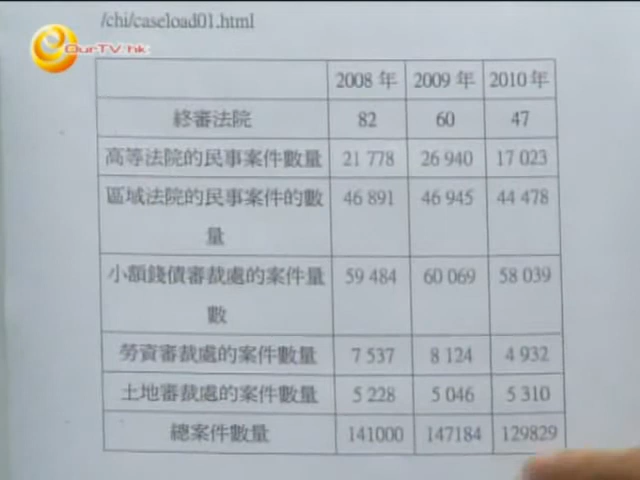 /chi/caseload01.html
OurTV.hk
2008 年 2009 年 2010 年
終審法院 82 60 47
高等法院的民事案件數量 21 778 26 940 17 023
區域法院的民事案件的數 46 891 46 945 44 478
量
小額錢債審裁處的案件量 59 484 60 069 58 039
數
勞資審裁處的案件數量 7 537 8 124 4 932
土地審裁處的案件數量 5 228 5 046 5 310
總案件數量 141000 147184 129829